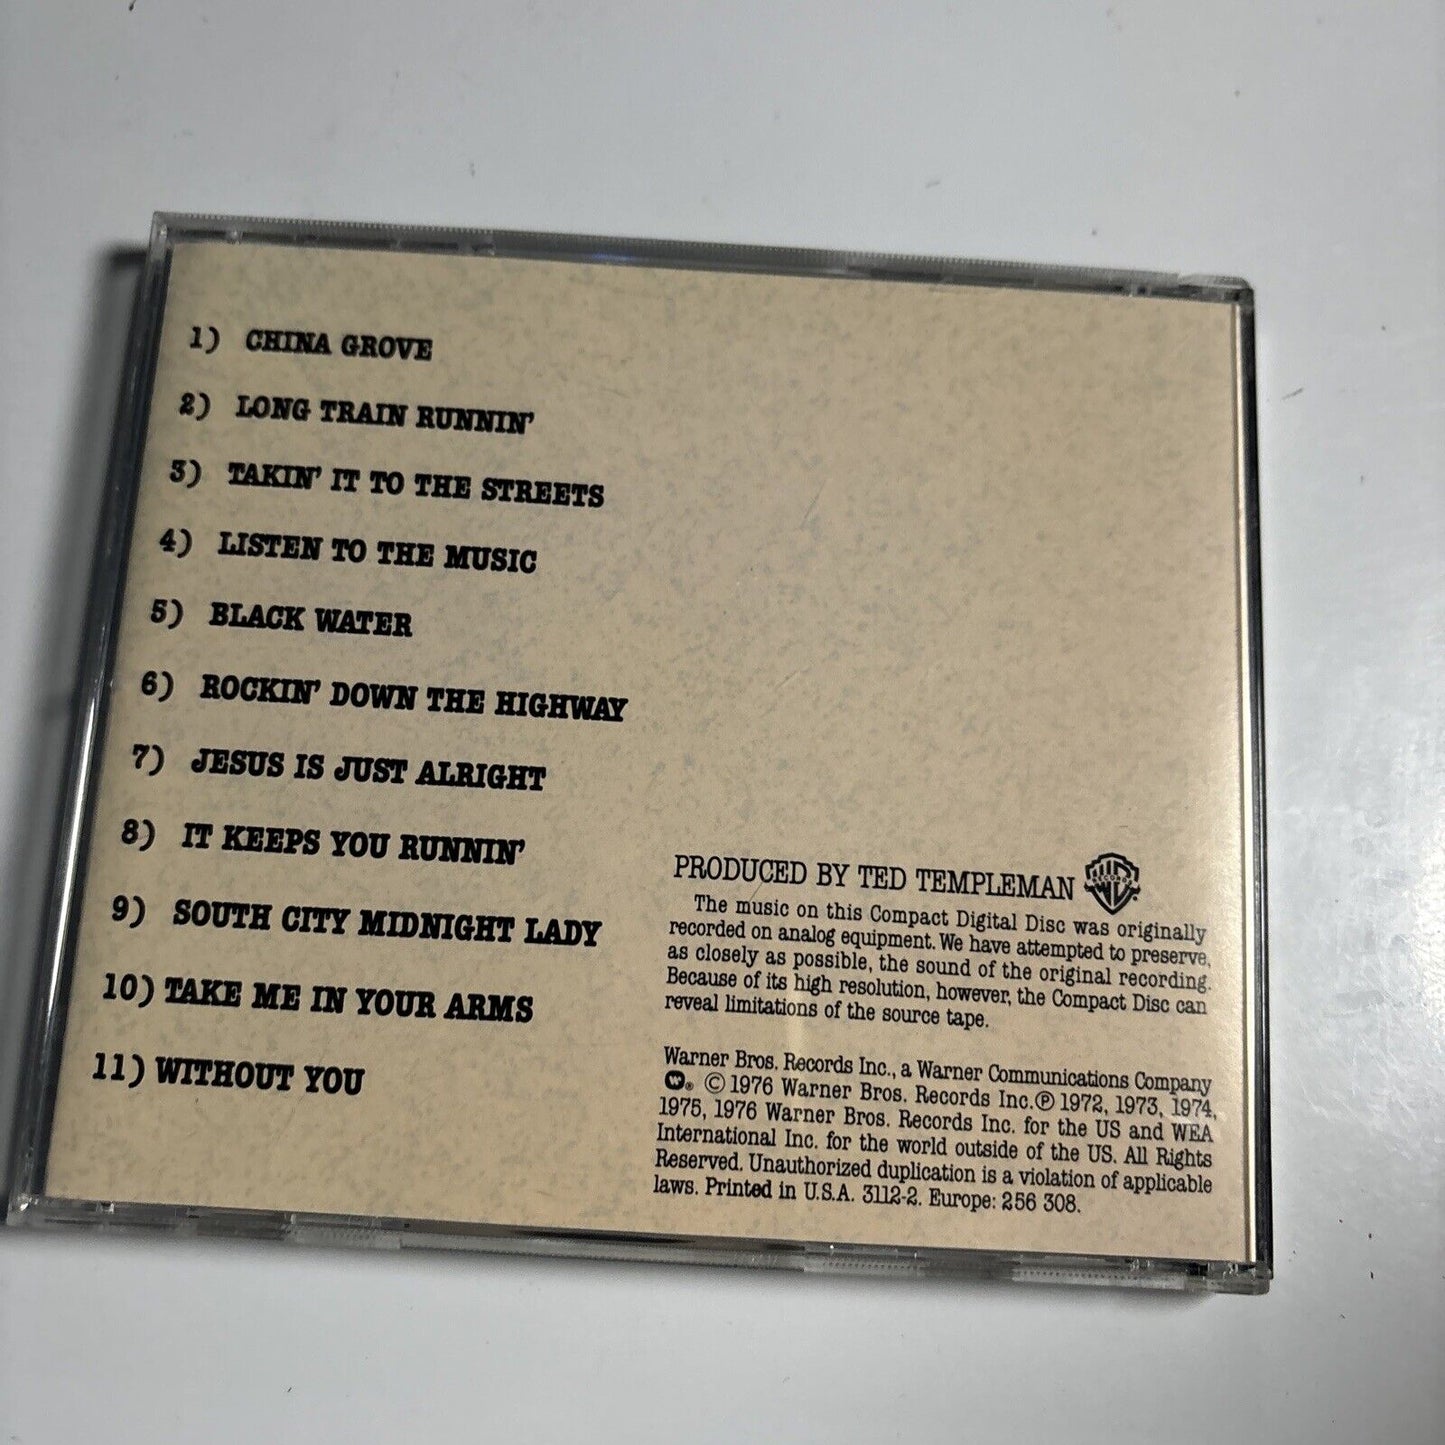 1) CHINA GROVE
2) LONG TRAIN RUNNIN'
3) TAKIN' IT TO THE STREETS
4) LISTEN TO THE MUSIC
5) BLACK WATER
6) ROCKIN' DOWN THE HIGHWAY
7) JESUS IS JUST ALRIGHT
8) IT KEEPS YOU RUNNIN'
9) SOUTH CITY MIDNIGHT LADY
10) TAKE ME IN YOUR ARMS
11) WITHOUT YOU
PRODUCED BY TED TEMPLEMAN
RECORDS
The music on this Compact Digital Disc was originally
recorded on analog equipment. We have attempted to preserve,
as closely as possible, the sound of the original recording.
Because of its high resolution, however, the Compact Disc can
reveal limitations of the source tape.
Warner Bros. Records Inc., a Warner Communications Company
® © 1976 Warner Bros. Records Inc. ℗ 1972, 1973, 1974,
1975, 1976 Warner Bros. Records Inc. for the US and WEA
International Inc. for the world outside of the US. All Rights
Reserved. Unauthorized duplication is a violation of applicable
laws. Printed in U.S.A. 3112-2. Europe: 256 308.